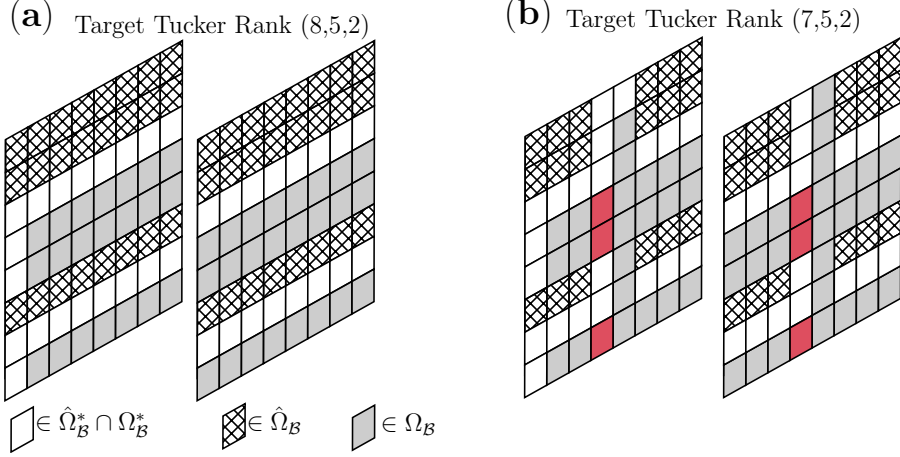 (a) Target Tucker Rank (8,5,2)
(b) Target Tucker Rank (7,5,2)
∈ Ω̂*_ℬ ∩ Ω*_ℬ
∈ Ω̂_ℬ
∈ Ω_ℬ